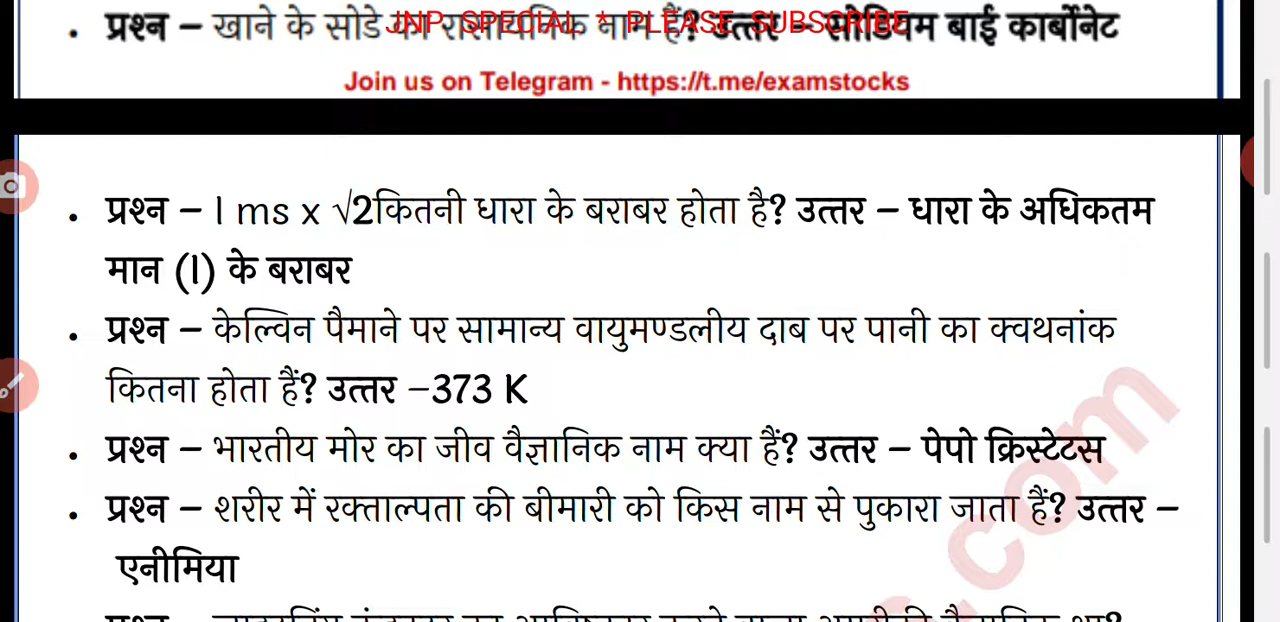 JNP SPECIAL * PLEASE SUBSCRIBE
• प्रश्न – खाने के सोडे का रासायनिक नाम हैं? उत्तर – सोडियम बाई कार्बोनेट
Join us on Telegram - https://t.me/examstocks
• प्रश्न – I ms x √2कितनी धारा के बराबर होता है? उत्तर – धारा के अधिकतम
मान (I) के बराबर
• प्रश्न – केल्विन पैमाने पर सामान्य वायुमण्डलीय दाब पर पानी का क्वथनांक
कितना होता हैं? उत्तर –373 K
• प्रश्न – भारतीय मोर का जीव वैज्ञानिक नाम क्या हैं? उत्तर – पेपो क्रिस्टेटस
• प्रश्न – शरीर में रक्ताल्पता की बीमारी को किस नाम से पुकारा जाता हैं? उत्तर –
एनीमिया
.com